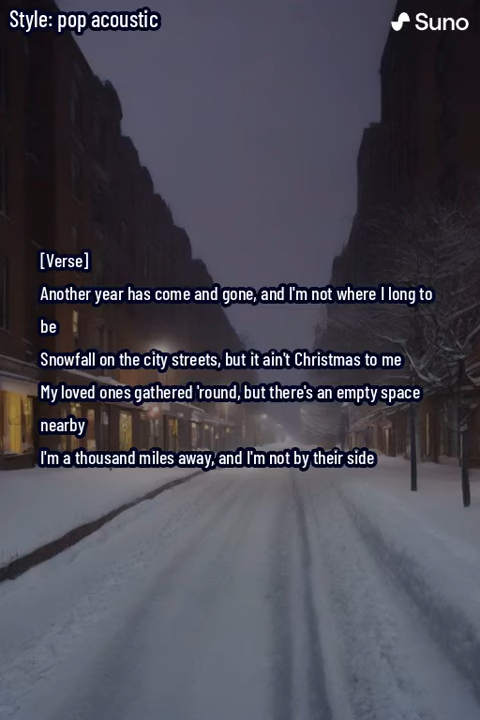 Style: pop acoustic
Suno
[Verse]
Another year has come and gone, and I'm not where I long to
be
Snowfall on the city streets, but it ain't Christmas to me
My loved ones gathered 'round, but there's an empty space
nearby
I'm a thousand miles away, and I'm not by their side